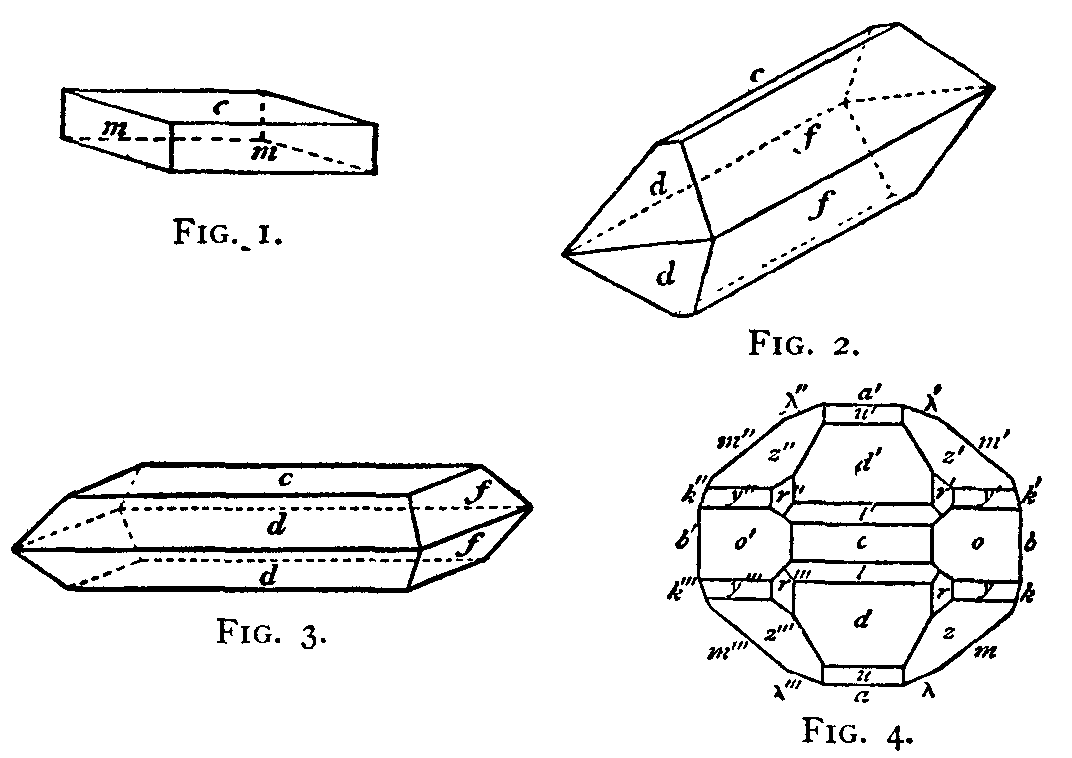 c
m
m
FIG. 1.
c
f
d
f
d
FIG. 2.
c
f
d
f
d
FIG. 3.
λ″ a′ λ′
u′
m″ m′
z″ d′ z′
k″ y″ r″ r′ y′ k′
l′
b′ o′ c o b
l
k‴ y‴ r‴ r y k
m‴ z‴ d z m
u
λ‴ a λ
FIG. 4.